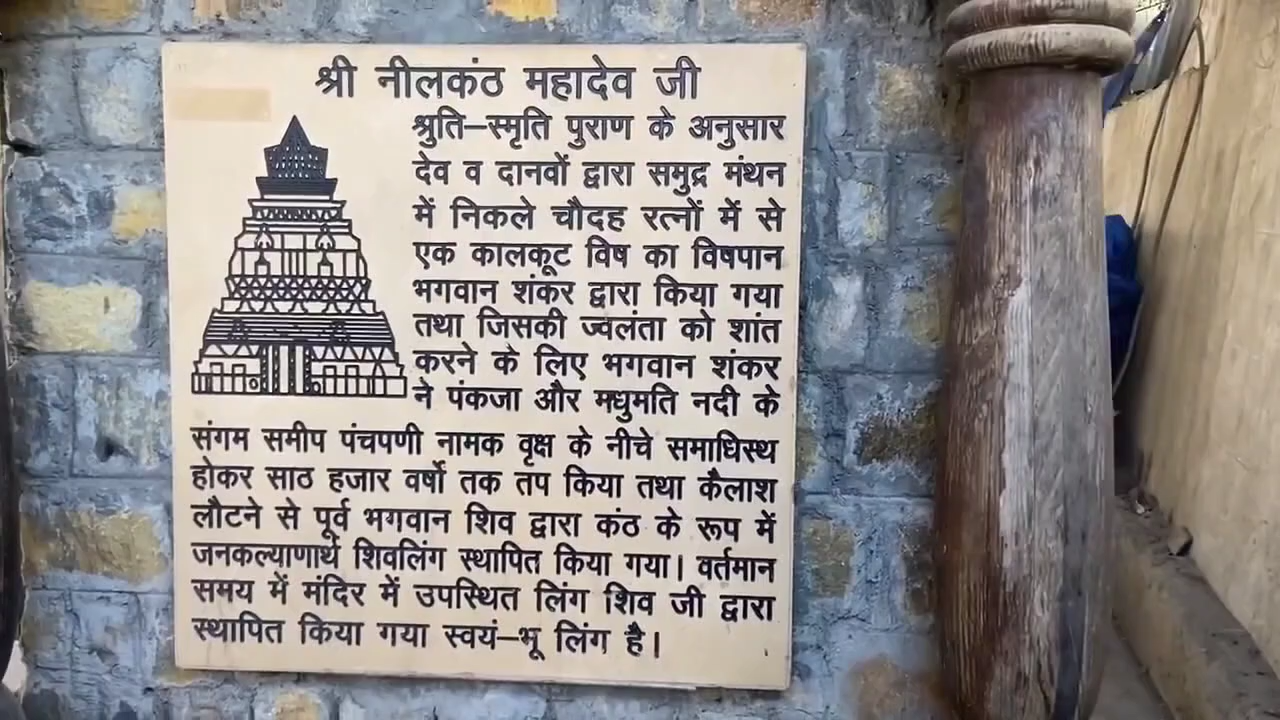 श्री नीलकंठ महादेव जी
श्रुति–स्मृति पुराण के अनुसार
देव व दानवों द्वारा समुद्र मंथन
में निकले चौदह रत्नों में से
एक कालकूट विष का विषपान
भगवान शंकर द्वारा किया गया
तथा जिसकी ज्वलंता को शांत
करने के लिए भगवान शंकर
ने पंकजा और मधुमति नदी के
संगम समीप पंचपणी नामक वृक्ष के नीचे समाधिस्थ
होकर साठ हजार वर्षो तक तप किया तथा कैलाश
लौटने से पूर्व भगवान शिव द्वारा कंठ के रूप में
जनकल्याणार्थ शिवलिंग स्थापित किया गया। वर्तमान
समय में मंदिर में उपस्थित लिंग शिव जी द्वारा
स्थापित किया गया स्वयं–भू लिंग है।